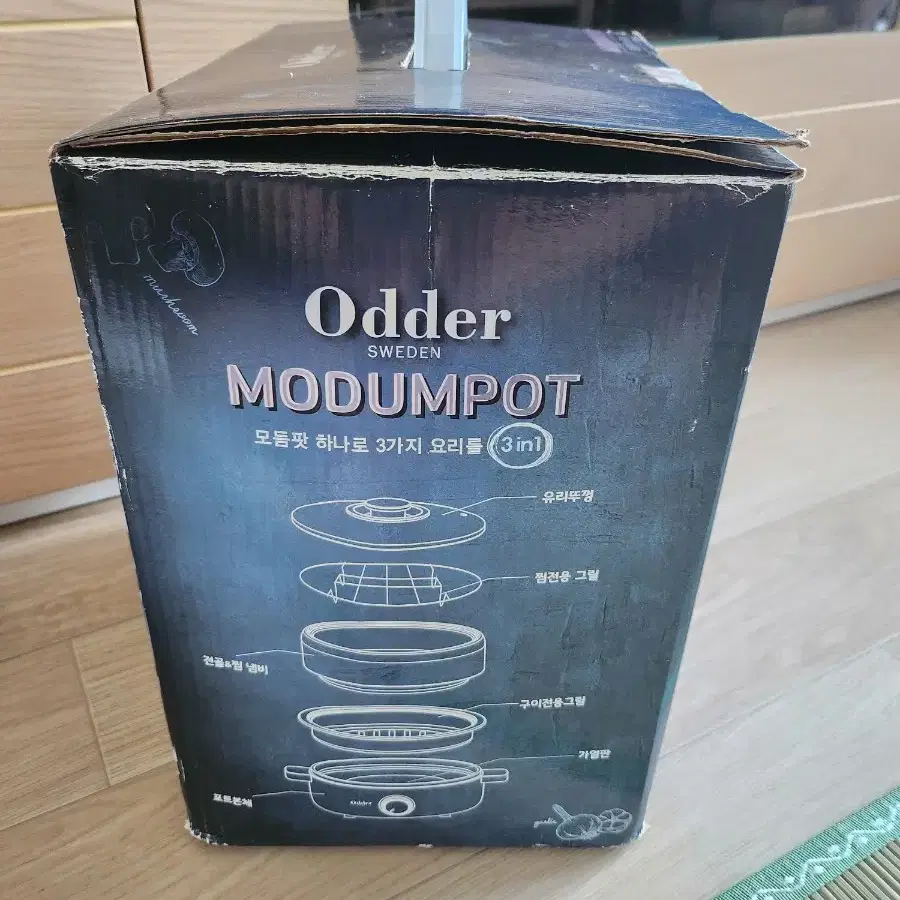 mushroom
Odder
SWEDEN
MODUMPOT
모둠팟 하나로 3가지 요리를 3 in 1
유리뚜껑
찜전용 그릴
전골&찜 냄비
구이전용그릴
가열판
포트본체
Odder
garlic